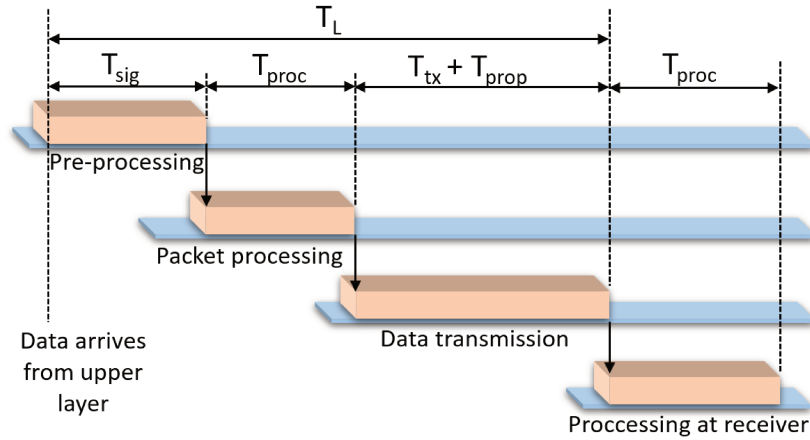 T_L
T_sig
T_proc
T_tx + T_prop
T_proc
Pre-processing
Packet processing
Data transmission
Data arrives
from upper
layer
Proccessing at receiver